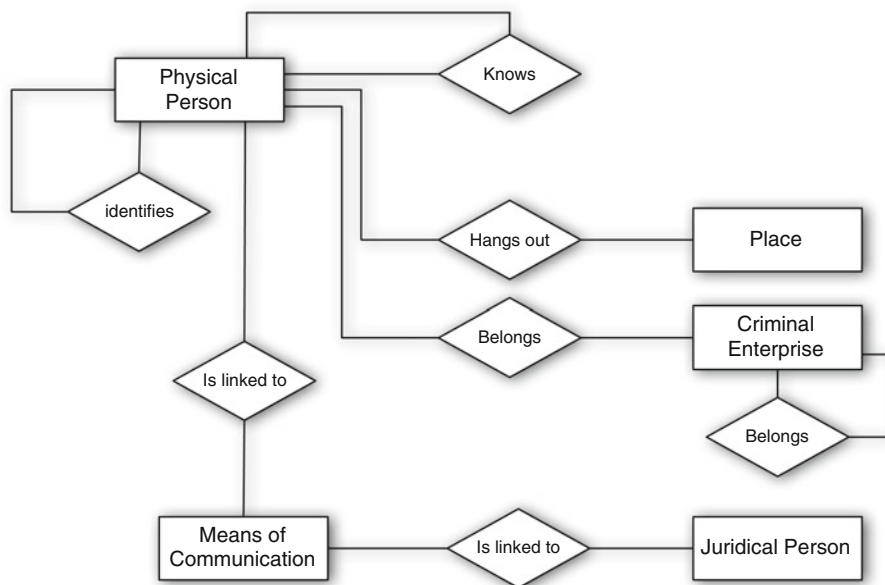 Physical
Person
Knows
identifies
Hangs out
Place
Belongs
Criminal
Enterprise
Is linked to
Belongs
Means of
Communication
Is linked to
Juridical Person